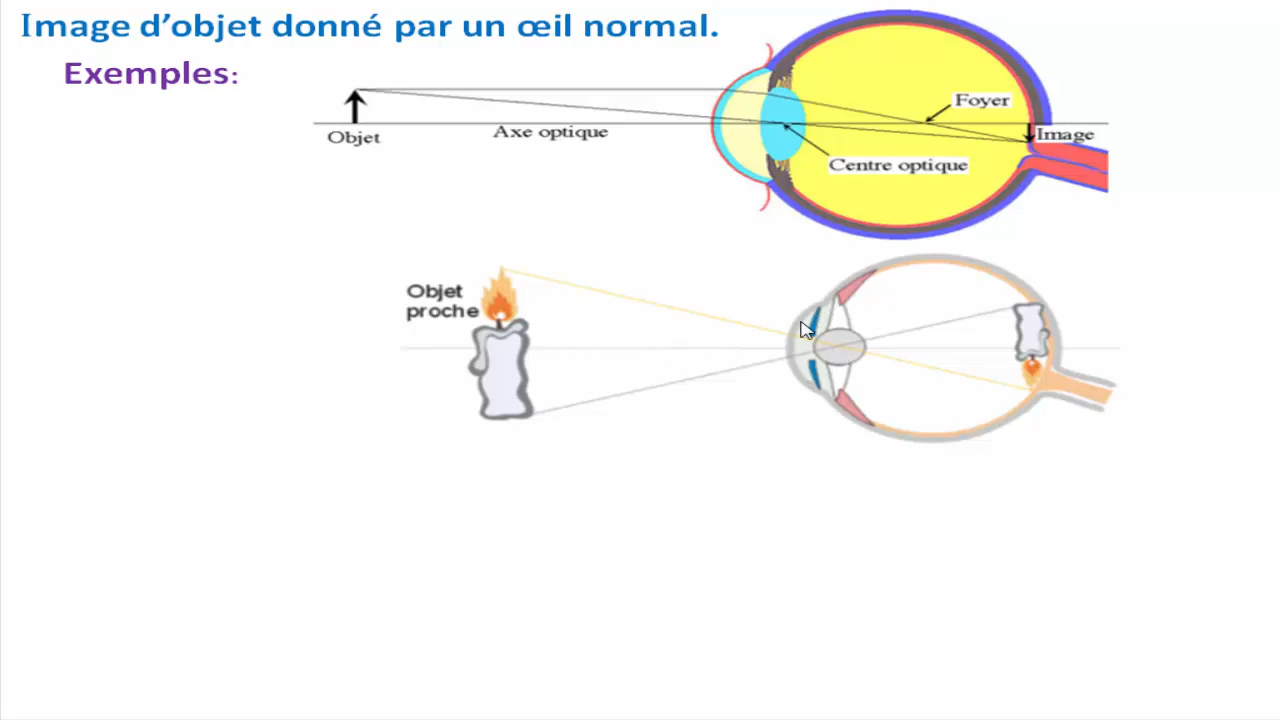 Image d’objet donné par un œil normal.
Exemples:
Foyer
Objet
Axe optique
Image
Centre optique
Objet
proche